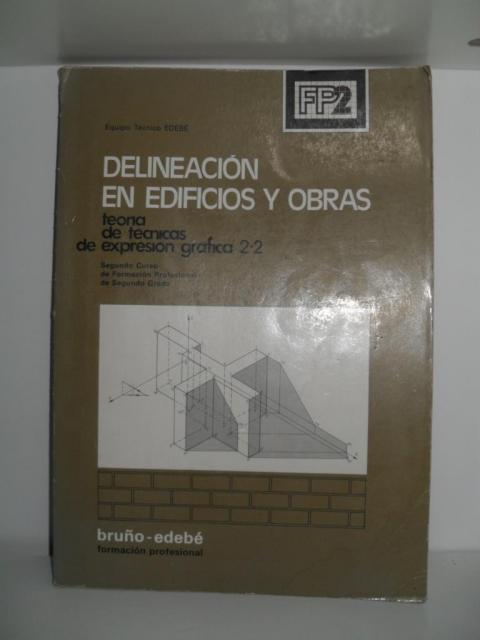 FP2
Equipo Técnico EDEBÉ
DELINEACIÓN
EN EDIFICIOS Y OBRAS
teoría
de técnicas
de expresión gráfica 2·2
Segundo Curso
de Formación Profesional
de Segundo Grado
bruño-edebé
formación profesional